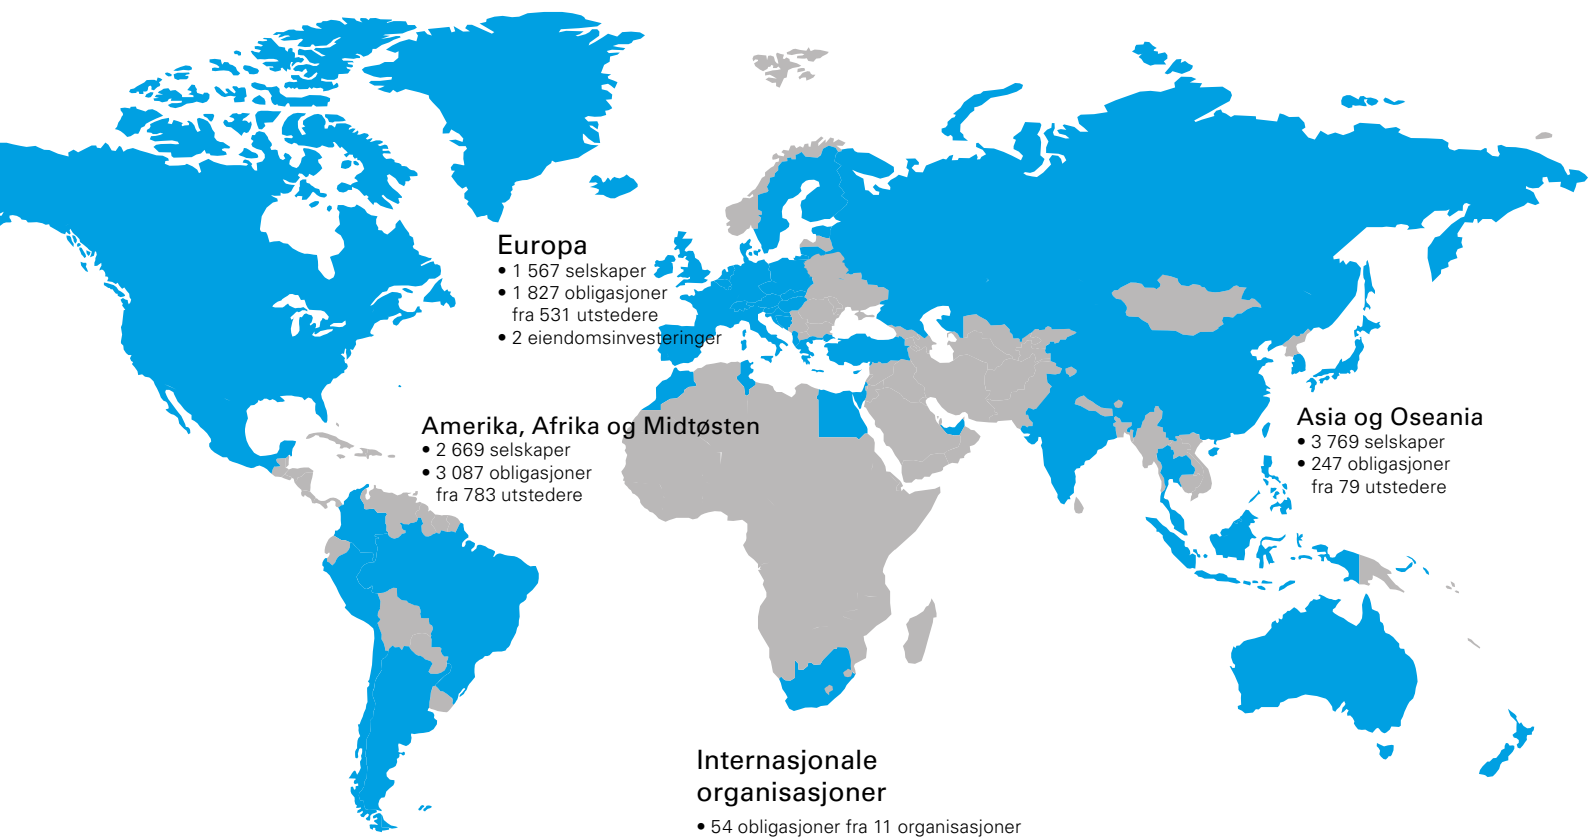 Europa
• 1 567 selskaper
• 1 827 obligasjoner
fra 531 utstedere
• 2 eiendomsinvesteringer
Amerika, Afrika og Midtøsten
• 2 669 selskaper
• 3 087 obligasjoner
fra 783 utstedere
Asia og Oseania
• 3 769 selskaper
• 247 obligasjoner
fra 79 utstedere
Internasjonale
organisasjoner
• 54 obligasjoner fra 11 organisasjoner